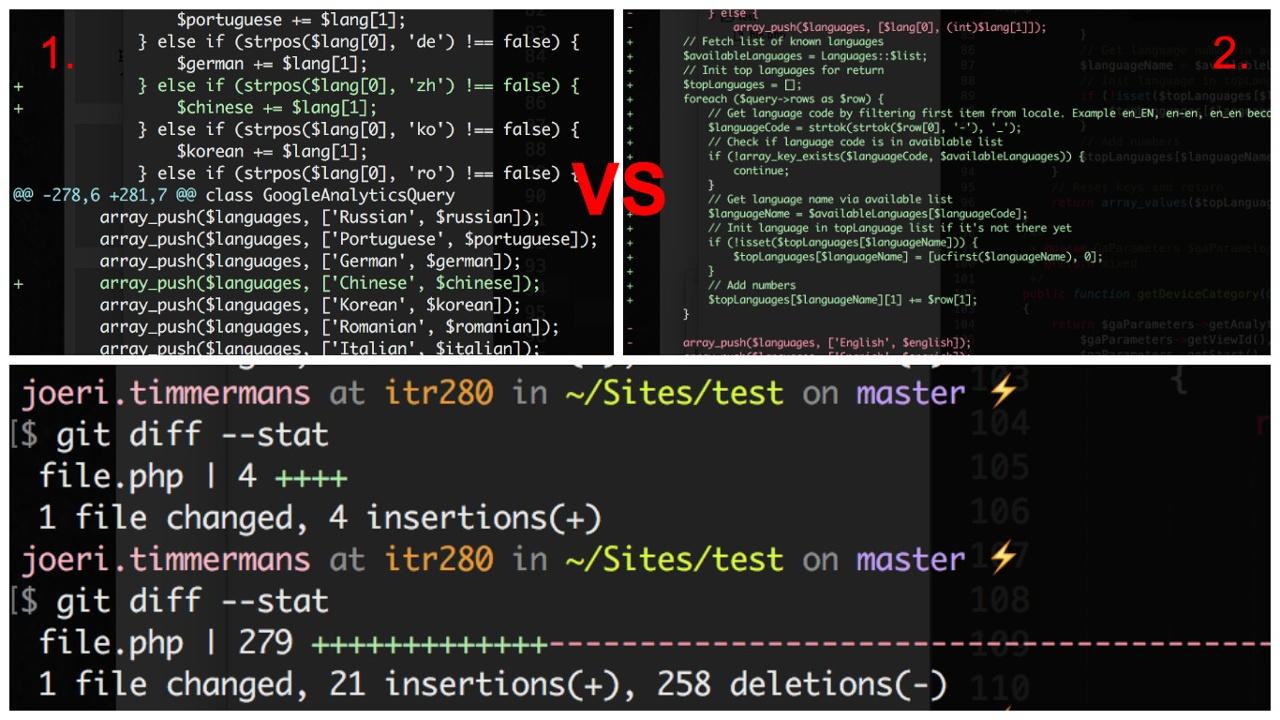 1.
$portuguese += $lang[1];
} else if (strpos($lang[0], 'de') !== false) {
$german += $lang[1];
+ } else if (strpos($lang[0], 'zh') !== false) {
+ $chinese += $lang[1];
} else if (strpos($lang[0], 'ko') !== false) {
$korean += $lang[1];
} else if (strpos($lang[0], 'ro') !== false) {
@@ -278,6 +281,7 @@ class GoogleAnalyticsQuery
array_push($languages, ['Russian', $russian]);
array_push($languages, ['Portuguese', $portuguese]);
array_push($languages, ['German', $german]);
+ array_push($languages, ['Chinese', $chinese]);
array_push($languages, ['Korean', $korean]);
array_push($languages, ['Romanian', $romanian]);
array_push($languages, ['Italian', $italian]);
VS
2.
- } else {
- array_push($languages, [$lang[0], (int)$lang[1]]);
+ // Fetch list of known languages
+ $availableLanguages = Languages::$list;
+ // Init top languages for return
+ $topLanguages = [];
+ foreach ($query->rows as $row) {
+ // Get language code by filtering first item from locale. Example en_EN, en-en, en_en beco
+ $languageCode = strtok(strtok($row[0], '-'), '_');
+ // Check if language code is in avaiblable list
+ if (!array_key_exists($languageCode, $availableLanguages)) {
+ continue;
+ }
+ // Get language name via available list
+ $languageName = $availableLanguages[$languageCode];
+ // Init language in topLanguage list if it's not there yet
+ if (!isset($topLanguages[$languageName])) {
+ $topLanguages[$languageName] = [ucfirst($languageName), 0];
+ }
+ // Add numbers
+ $topLanguages[$languageName][1] += $row[1];
}
- array_push($languages, ['English', $english]);
joeri.timmermans at itr280 in ~/Sites/test on master ⚡
[$ git diff --stat
file.php | 4 ++++
1 file changed, 4 insertions(+)
joeri.timmermans at itr280 in ~/Sites/test on master ⚡
[$ git diff --stat
file.php | 279 +++++++++++++----------------------------------------
1 file changed, 21 insertions(+), 258 deletions(-)